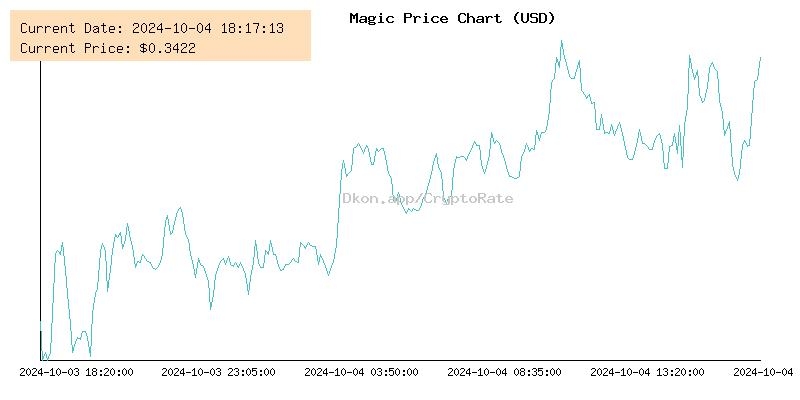 Magic Price Chart (USD)
Current Date: 2024-10-04 18:17:13
Current Price: $0.3422
Dkon.app/CryptoRate
2024-10-03 18:20:00 2024-10-03 23:05:00 2024-10-04 03:50:00 2024-10-04 08:35:00 2024-10-04 13:20:00 2024-10-04